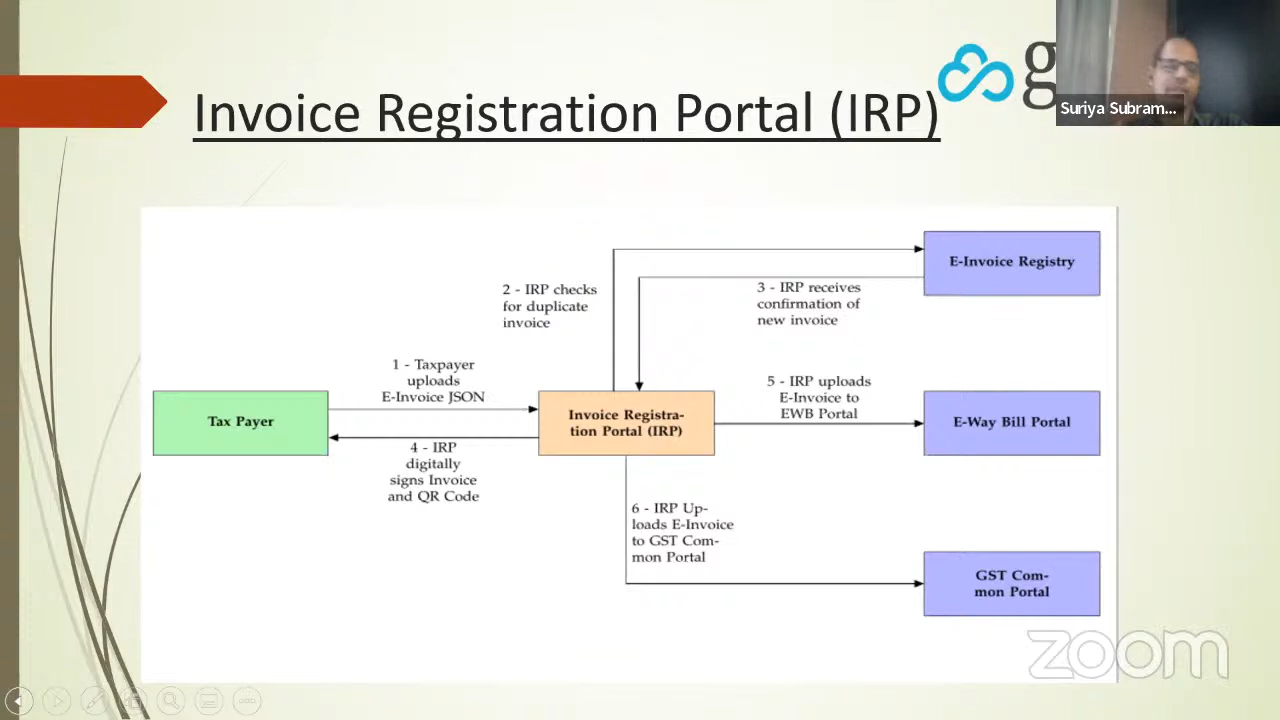 Invoice Registration Portal (IRP)
g
Suriya Subram...
E-Invoice Registry
2 - IRP checks
for duplicate
invoice
3 - IRP receives
confirmation of
new invoice
1 - Taxpayer
uploads
E-Invoice JSON
5 - IRP uploads
E-Invoice to
EWB Portal
Tax Payer
Invoice Registra-
tion Portal (IRP)
E-Way Bill Portal
4 - IRP
digitally
signs Invoice
and QR Code
6 - IRP Up-
loads E-Invoice
to GST Com-
mon Portal
GST Com-
mon Portal
zoom